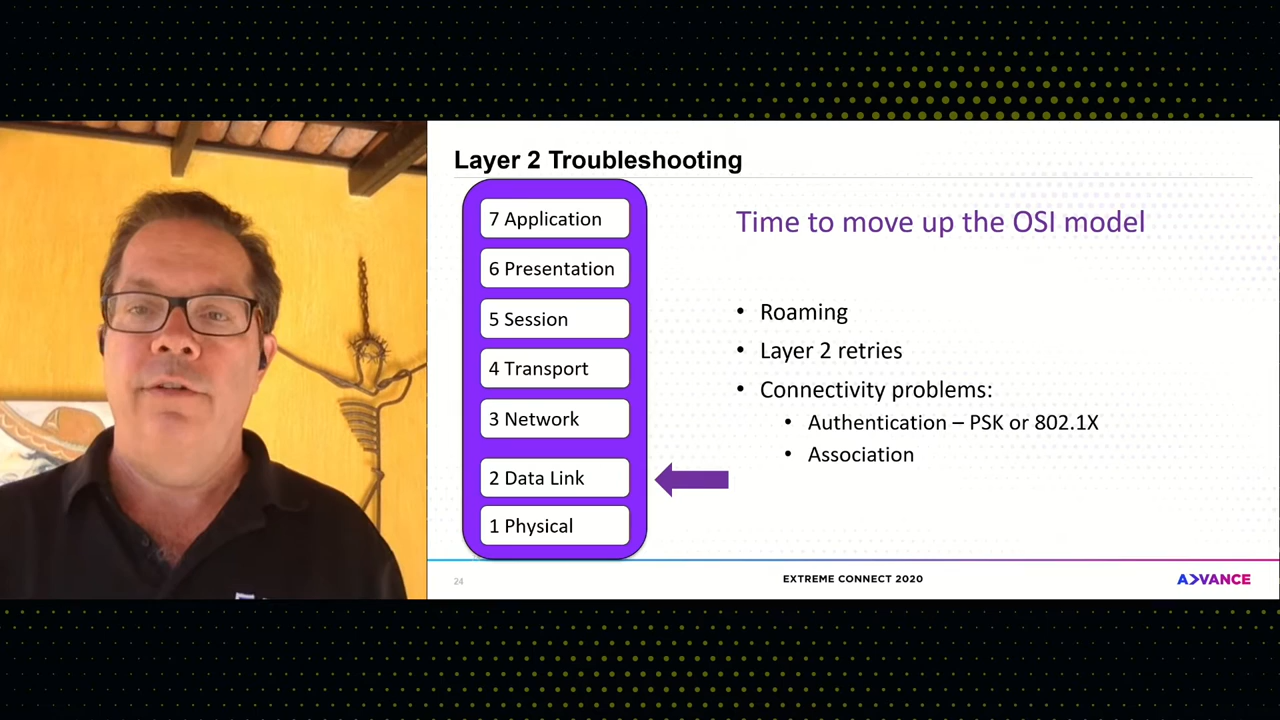 Layer 2 Troubleshooting
7 Application
6 Presentation
5 Session
4 Transport
3 Network
2 Data Link
1 Physical
Time to move up the OSI model
• Roaming
• Layer 2 retries
• Connectivity problems:
• Authentication – PSK or 802.1X
• Association
24
EXTREME CONNECT 2020
ADVANCE